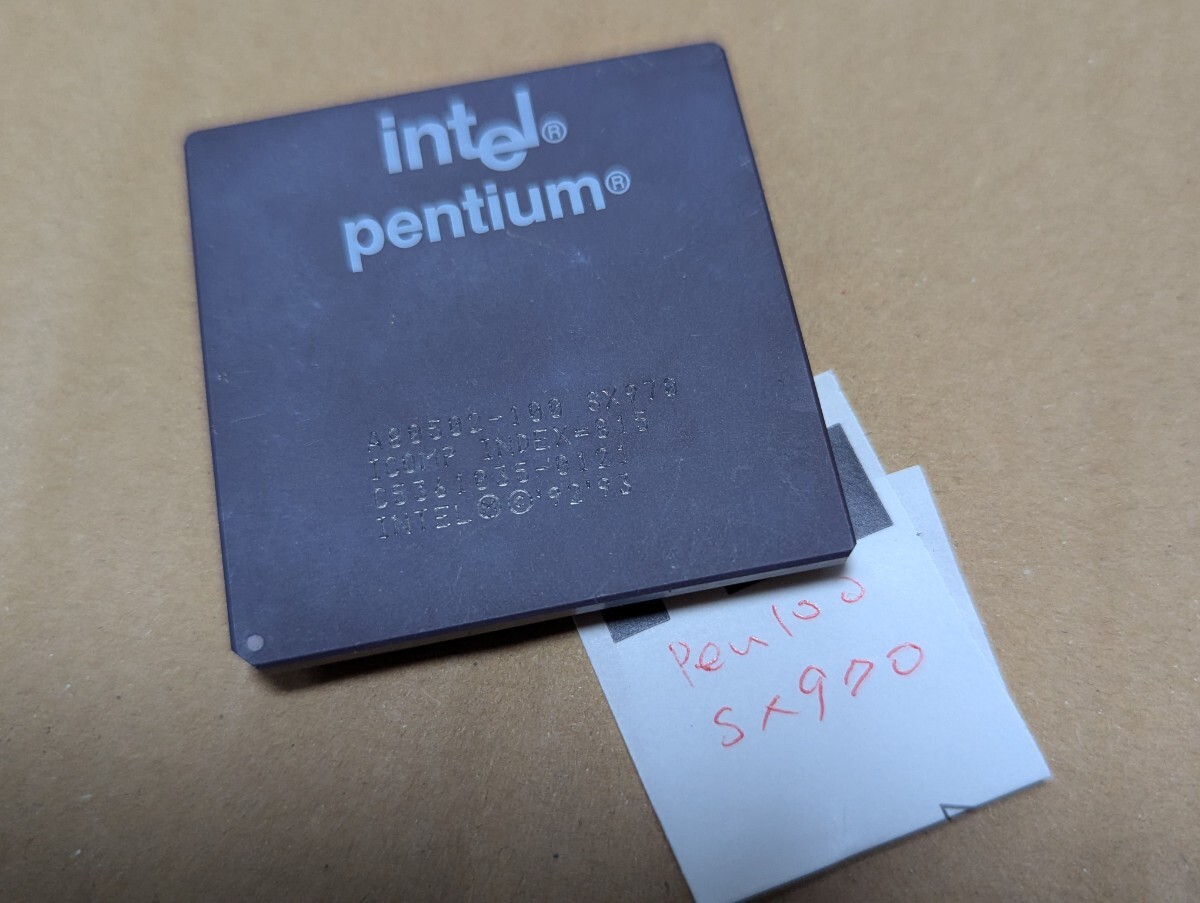 intel®
pentium®
A80502-100 SX970
ICOMP INDEX=815
C5361035-0121
INTEL Ⓜ © '92'93
Pen100
SX970